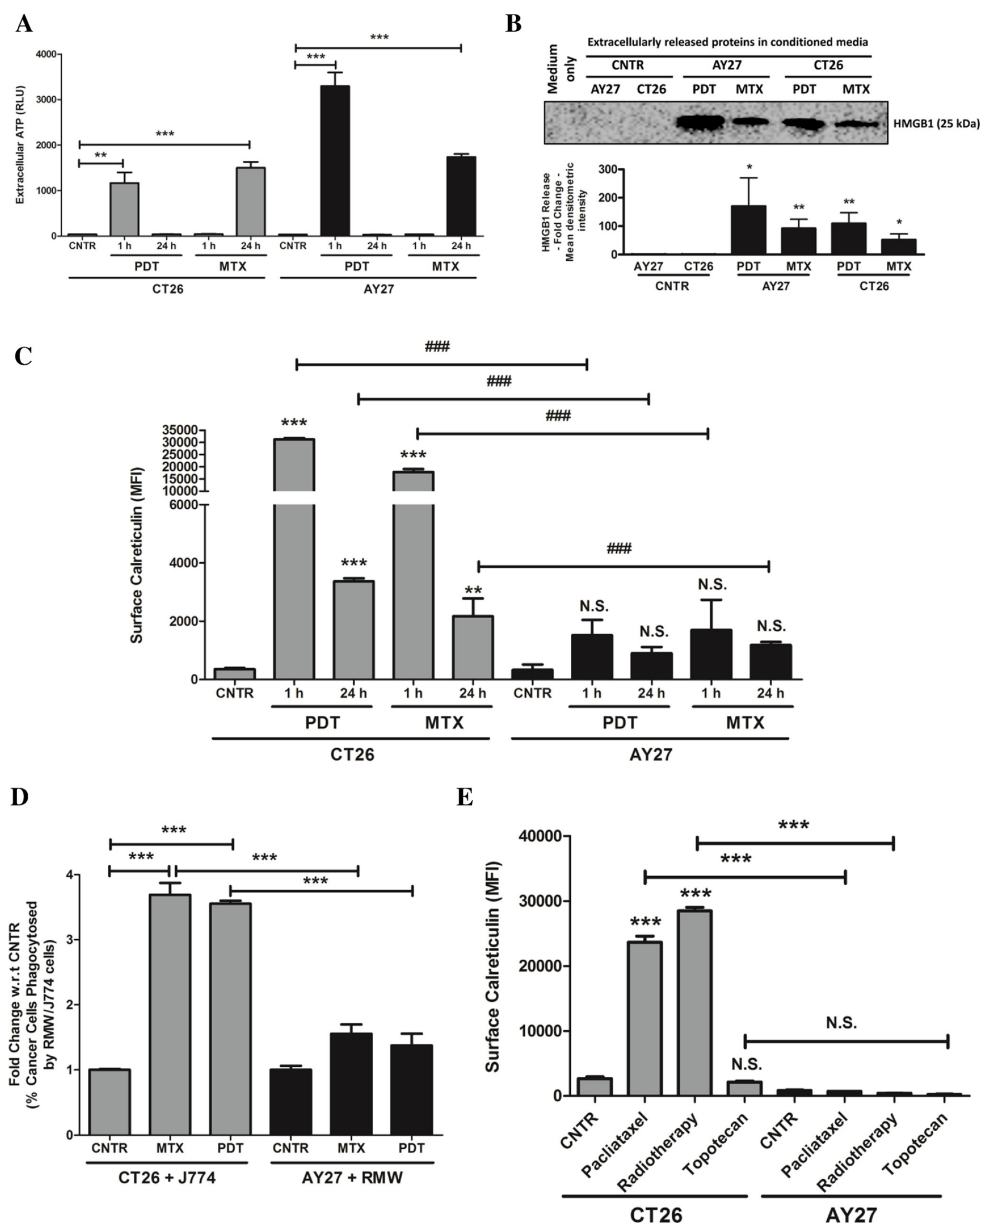 A
Extracellular ATP (RLU)
4000
3000
2000
1000
0
***
**
***
***
CNTR 1 h 24 h 1 h 24 h CNTR 1 h 24 h 1 h 24 h
PDT MTX PDT MTX
CT26 AY27
B
Medium only
Extracellularly released proteins in conditioned media
CNTR AY27 CT26
AY27 CT26 PDT MTX PDT MTX
HMGB1 (25 kDa)
HMGB1 Release
- Fold Change -
Mean densitometric
intensity
300
200
100
0
* ** ** *
AY27 CT26 PDT MTX PDT MTX
CNTR AY27 CT26
C
###
###
###
###
Surface Calreticulin (MFI)
35000
30000
25000
20000
15000
10000
6000
4000
2000
0
*** *** *** ** N.S. N.S. N.S. N.S.
CNTR 1 h 24 h 1 h 24 h CNTR 1 h 24 h 1 h 24 h
PDT MTX PDT MTX
CT26 AY27
D
Fold Change w.r.t CNTR
(% Cancer Cells Phagocytosed
by RMW/J774 cells)
4
3
2
1
0
***
*** ***
***
CNTR MTX PDT CNTR MTX PDT
CT26 + J774 AY27 + RMW
E
Surface Calreticulin (MFI)
40000
30000
20000
10000
0
***
***
*** ***
N.S.
N.S.
CNTR Pacliataxel Radiotherapy Topotecan CNTR Pacliataxel Radiotherapy Topotecan
CT26 AY27